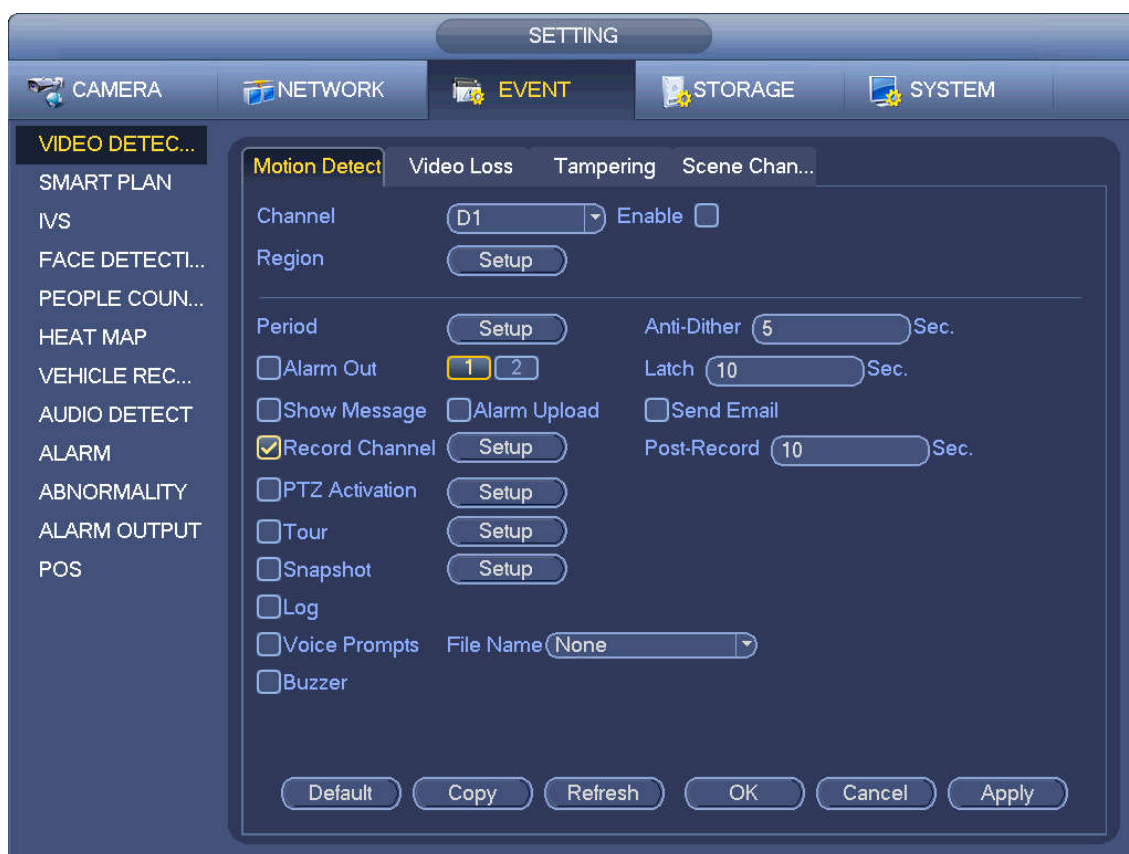 SETTING
CAMERA NETWORK EVENT STORAGE SYSTEM
VIDEO DETEC...
SMART PLAN
IVS
FACE DETECTI...
PEOPLE COUN...
HEAT MAP
VEHICLE REC...
AUDIO DETECT
ALARM
ABNORMALITY
ALARM OUTPUT
POS
Motion Detect Video Loss Tampering Scene Chan...
Channel D1 Enable
Region Setup
Period Setup Anti-Dither 5 Sec.
Alarm Out 1 2 Latch 10 Sec.
Show Message Alarm Upload Send Email
Record Channel Setup Post-Record 10 Sec.
PTZ Activation Setup
Tour Setup
Snapshot Setup
Log
Voice Prompts File Name None
Buzzer
Default Copy Refresh OK Cancel Apply